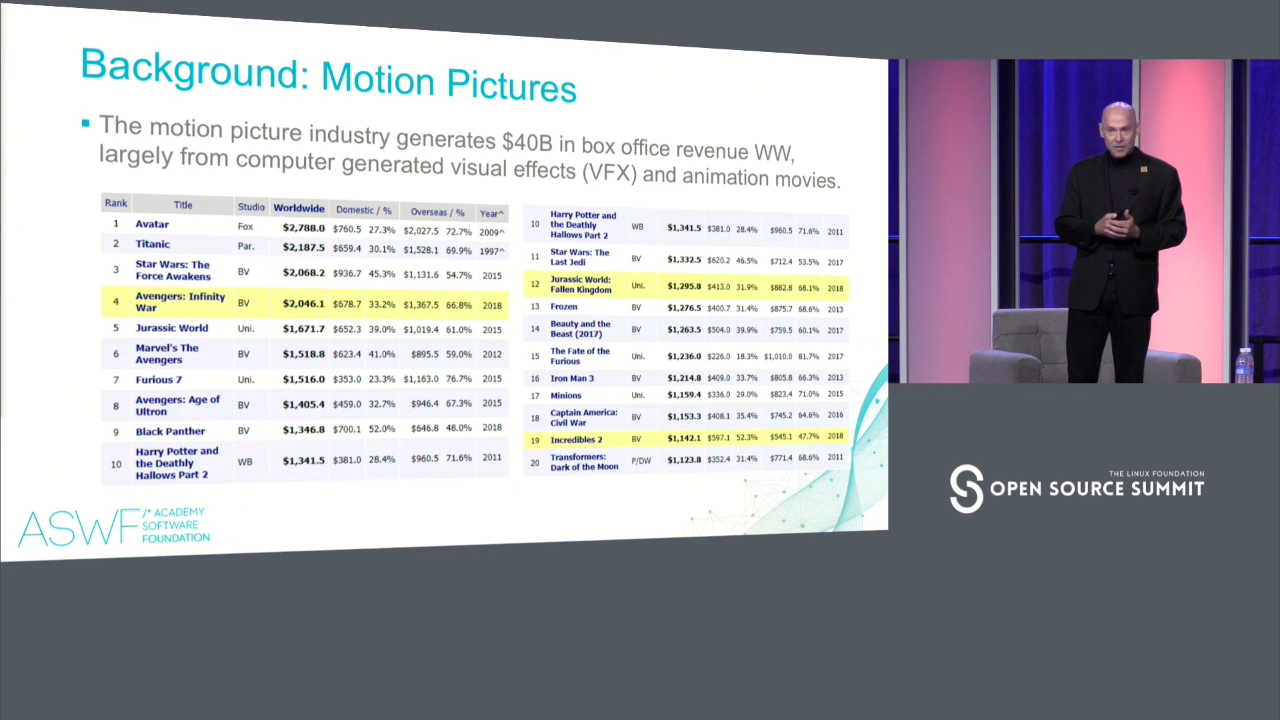 Background: Motion Pictures
▪ The motion picture industry generates $40B in box office revenue WW,
largely from computer generated visual effects (VFX) and animation movies.
Rank Title Studio Worldwide Domestic / % Overseas / % Year^
1 Avatar Fox $2,788.0 $760.5 27.3% $2,027.5 72.7% 2009^
2 Titanic Par. $2,187.5 $659.4 30.1% $1,528.1 69.9% 1997^
3 Star Wars: The
Force Awakens BV $2,068.2 $936.7 45.3% $1,131.6 54.7% 2015
4 Avengers: Infinity
War BV $2,046.1 $678.7 33.2% $1,367.5 66.8% 2018
5 Jurassic World Uni. $1,671.7 $652.3 39.0% $1,019.4 61.0% 2015
6 Marvel's The
Avengers BV $1,518.8 $623.4 41.0% $895.5 59.0% 2012
7 Furious 7 Uni. $1,516.0 $353.0 23.3% $1,163.0 76.7% 2015
8 Avengers: Age of
Ultron BV $1,405.4 $459.0 32.7% $946.4 67.3% 2015
9 Black Panther BV $1,346.8 $700.1 52.0% $646.8 48.0% 2018
10 Harry Potter and
the Deathly
Hallows Part 2 WB $1,341.5 $381.0 28.4% $960.5 71.6% 2011
10 Harry Potter and
the Deathly
Hallows Part 2 WB $1,341.5 $381.0 28.4% $960.5 71.6% 2011
11 Star Wars: The
Last Jedi BV $1,332.5 $620.2 46.5% $712.4 53.5% 2017
12 Jurassic World:
Fallen Kingdom Uni. $1,295.8 $413.0 31.9% $882.8 68.1% 2018
13 Frozen BV $1,276.5 $400.7 31.4% $875.7 68.6% 2013
14 Beauty and the
Beast (2017) BV $1,263.5 $504.0 39.9% $759.5 60.1% 2017
15 The Fate of the
Furious Uni. $1,236.0 $226.0 18.3% $1,010.0 81.7% 2017
16 Iron Man 3 BV $1,214.8 $409.0 33.7% $805.8 66.3% 2013
17 Minions Uni. $1,159.4 $336.0 29.0% $823.4 71.0% 2015
18 Captain America:
Civil War BV $1,153.3 $408.1 35.4% $745.2 64.6% 2016
19 Incredibles 2 BV $1,142.1 $597.1 52.3% $545.1 47.7% 2018
20 Transformers:
Dark of the Moon P/DW $1,123.8 $352.4 31.4% $771.4 68.6% 2011
ASWF /* ACADEMY
SOFTWARE
FOUNDATION
THE LINUX FOUNDATION
OPEN SOURCE SUMMIT